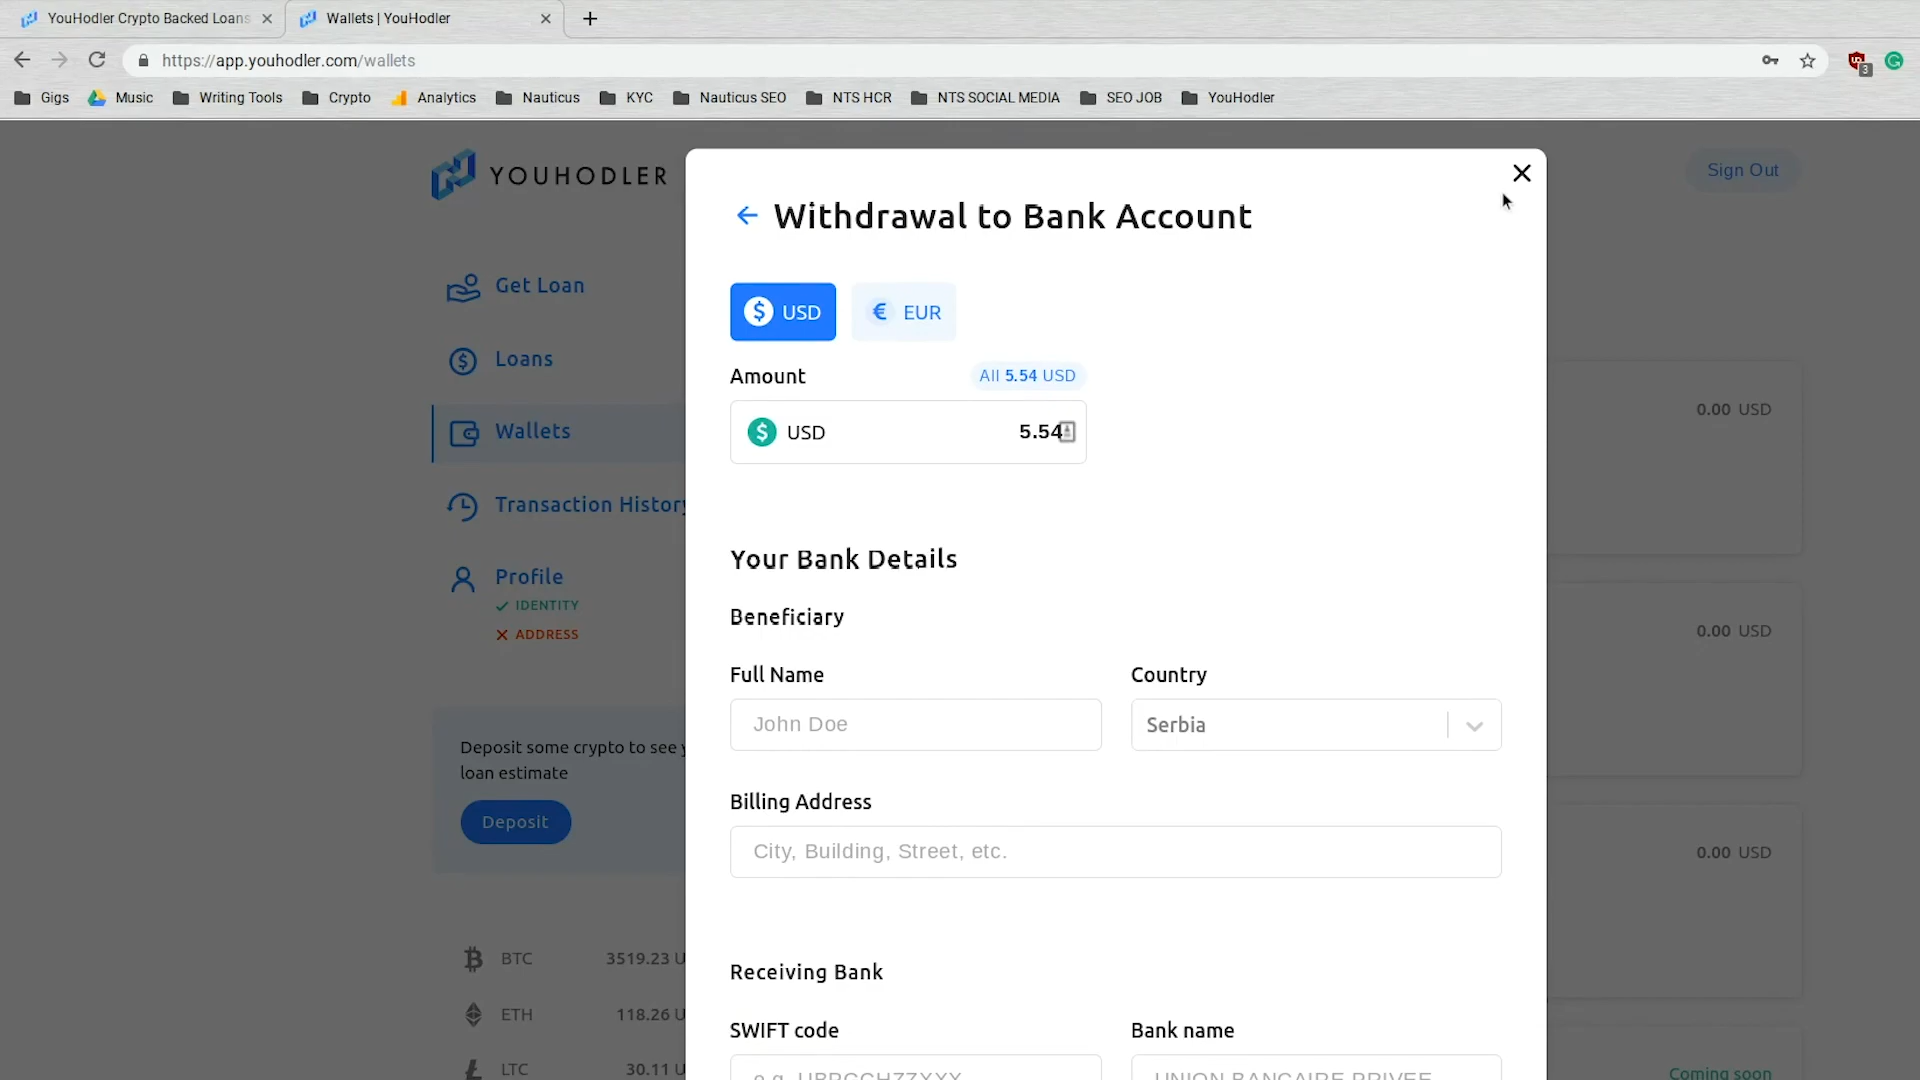 YouHodler Crypto Backed Loans
Wallets | YouHodler
https://app.youhodler.com/wallets
3
Gigs
Music
Writing Tools
Crypto
Analytics
Nauticus
KYC
Nauticus SEO
NTS HCR
NTS SOCIAL MEDIA
SEO JOB
YouHodler
YOUHODLER
Sign Out
Get Loan
Loans
Wallets
Transaction History
Profile
IDENTITY
ADDRESS
Deposit some crypto to see
loan estimate
Deposit
BTC 3519.23 U
ETH 118.26 U
LTC 30.11 U
Withdrawal to Bank Account
USD
EUR
Amount
All 5.54 USD
USD 5.54
Your Bank Details
Beneficiary
Full Name
Country
John Doe
Serbia
Billing Address
City, Building, Street, etc.
Receiving Bank
SWIFT code
Bank name
e.g. UBPGCHZZXXX
UNION BANCAIRE PRIVEE
0.00 USD
0.00 USD
0.00 USD
Coming soon